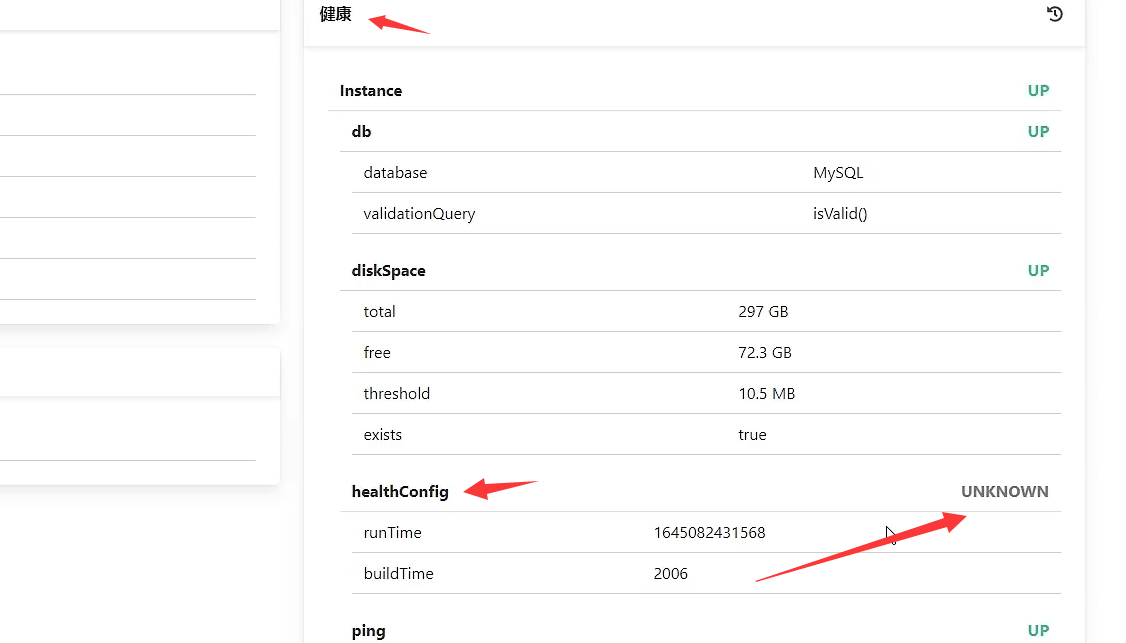 健康
Instance UP
db UP
database MySQL
validationQuery isValid()
diskSpace UP
total 297 GB
free 72.3 GB
threshold 10.5 MB
exists true
healthConfig UNKNOWN
runTime 1645082431568
buildTime 2006
ping UP